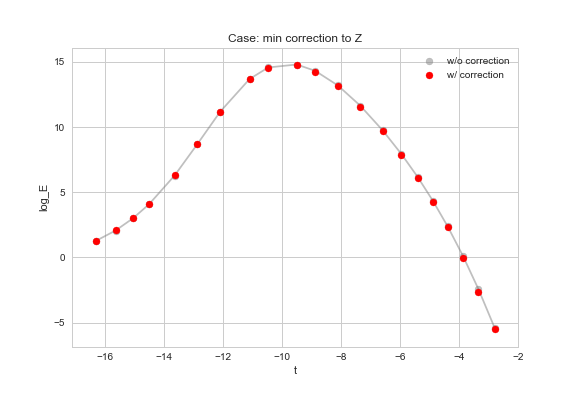 Case: min correction to Z
w/o correction
w/ correction
15
10
5
0
−5
log_E
−16 −14 −12 −10 −8 −6 −4 −2
t